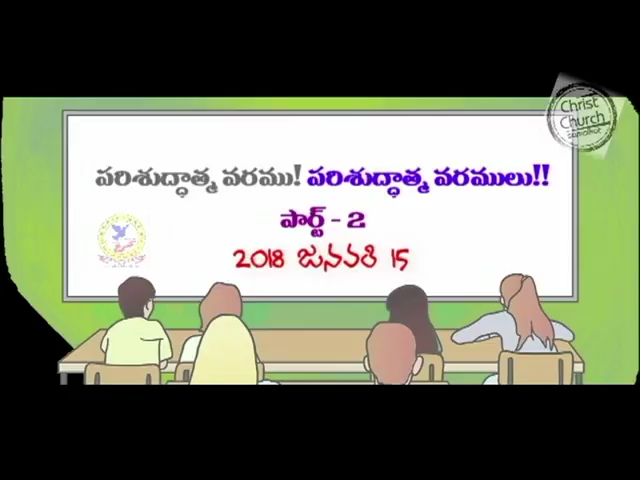 Christ
Church
పరిశుద్ధాత్మ వరము! పరిశుద్ధాత్మ వరములు!!
పార్ట్ - 2
2018 జనవరి 15